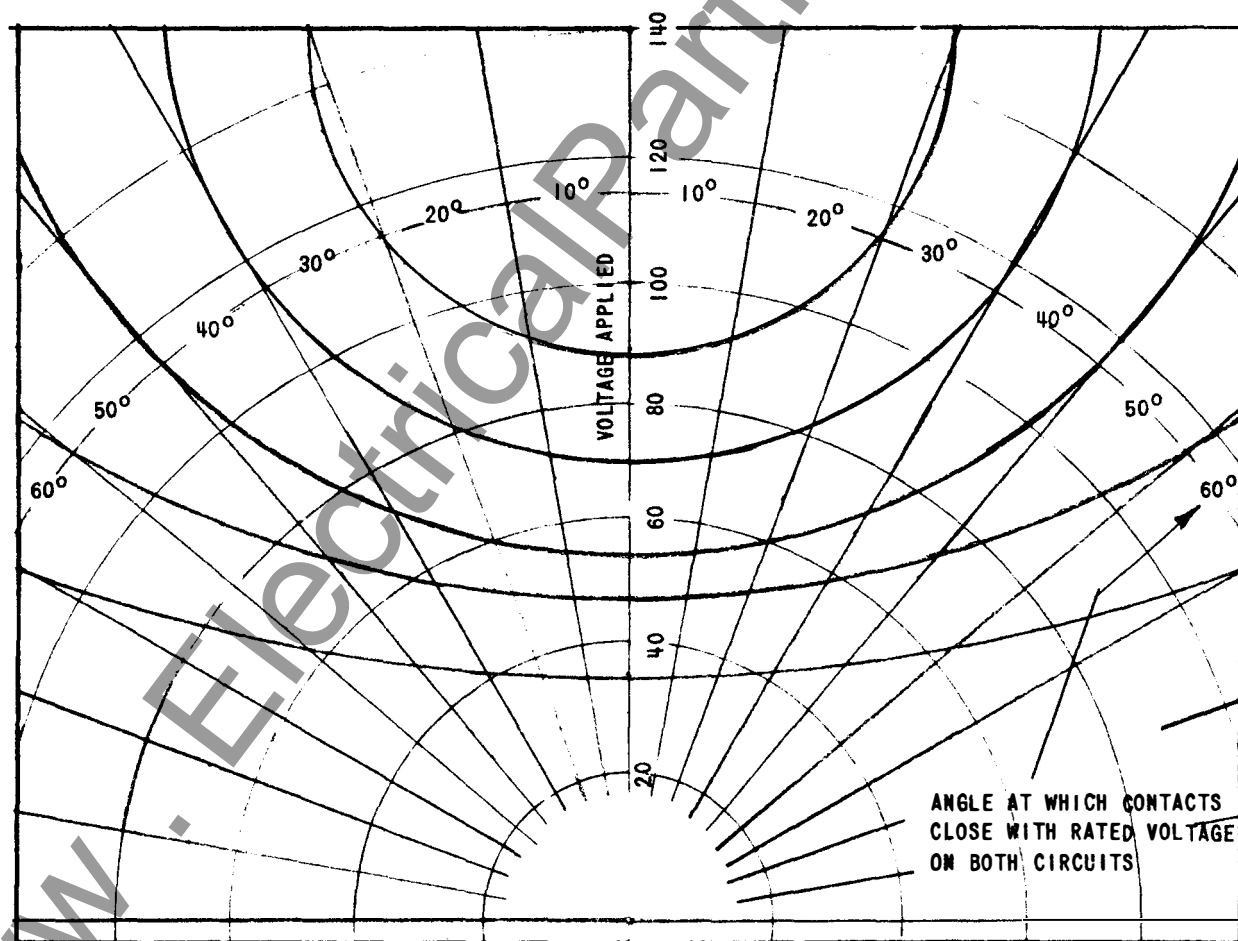 140
120
10° 10°
20° 20°
30° 30°
100
40° 40°
VOLTAGE APPLIED
80
50° 50°
60° 60°
60
40
20
ANGLE AT WHICH CONTACTS
CLOSE WITH RATED VOLTAGE
ON BOTH CIRCUITS
w. ElectricalPart